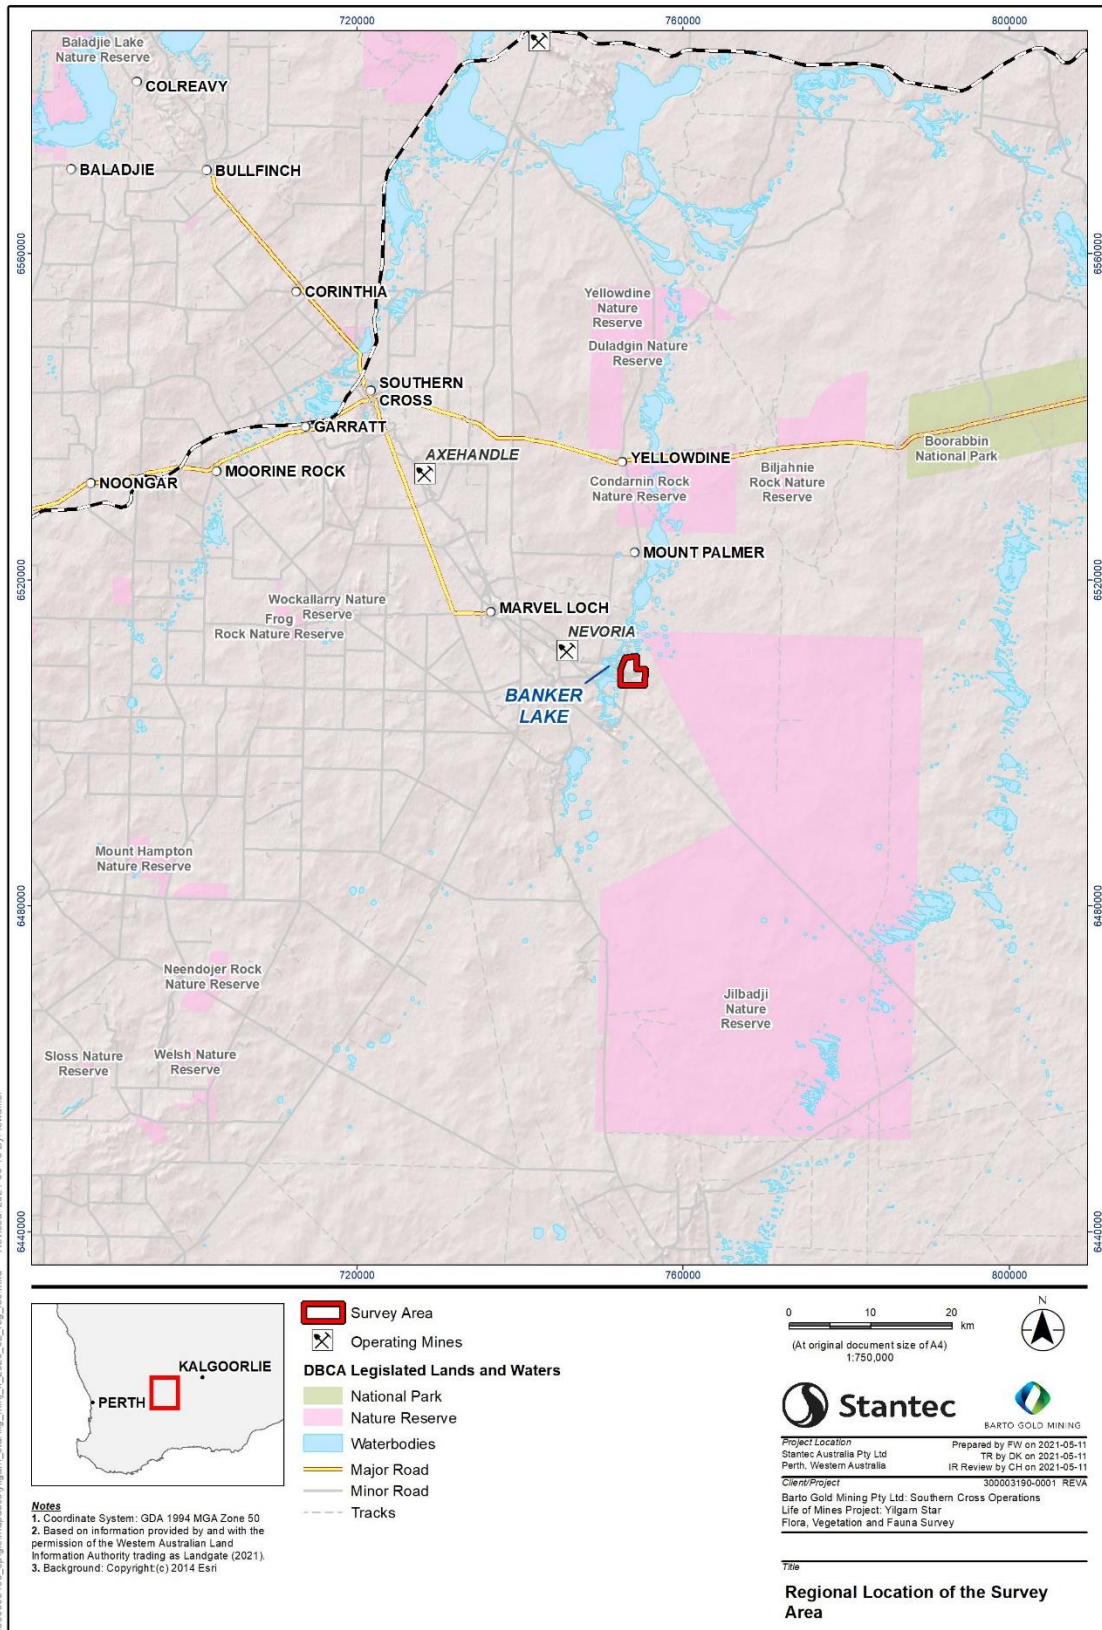 720000
760000
800000
Baladjie Lake
Nature Reserve
COLREAVY
BALADJIE
BULLFINCH
6560000
6560000
CORINTHIA
Yellowdine
Nature
Reserve
Duladgin Nature
Reserve
SOUTHERN
CROSS
GARRATT
AXEHANDLE
YELLOWDINE
Boorabbin
National Park
NOONGAR
MOORINE ROCK
Condarnin Rock
Nature Reserve
Biljahnie
Rock Nature
Reserve
MOUNT PALMER
6520000
6520000
Wockallarry Nature
Reserve
Frog
Rock Nature Reserve
MARVEL LOCH
NEVORIA
BANKER
LAKE
Mount Hampton
Nature Reserve
6480000
6480000
Neendojer Rock
Nature Reserve
Jilbadji
Nature
Reserve
Sloss Nature
Reserve
Welsh Nature
Reserve
6440000
6440000
720000
760000
800000
KALGOORLIE
PERTH
Notes
1. Coordinate System: GDA 1994 MGA Zone 50
2. Based on information provided by and with the
permission of the Western Australian Land
Information Authority trading as Landgate (2021).
3. Background: Copyright:(c) 2014 Esri
Survey Area
Operating Mines
DBCA Legislated Lands and Waters
National Park
Nature Reserve
Waterbodies
Major Road
Minor Road
Tracks
0 10 20
km
(At original document size of A4)
1:750,000
N
Stantec
BARTO GOLD MINING
Project Location
Stantec Australia Pty Ltd
Perth, Western Australia
Prepared by FW on 2021-05-11
TR by DK on 2021-05-11
IR Review by CH on 2021-05-11
Client/Project
300003190-0001 REVA
Barto Gold Mining Pty Ltd: Southern Cross Operations
Life of Mines Project: Yilgarn Star
Flora, Vegetation and Fauna Survey
Title
Regional Location of the Survey
Area